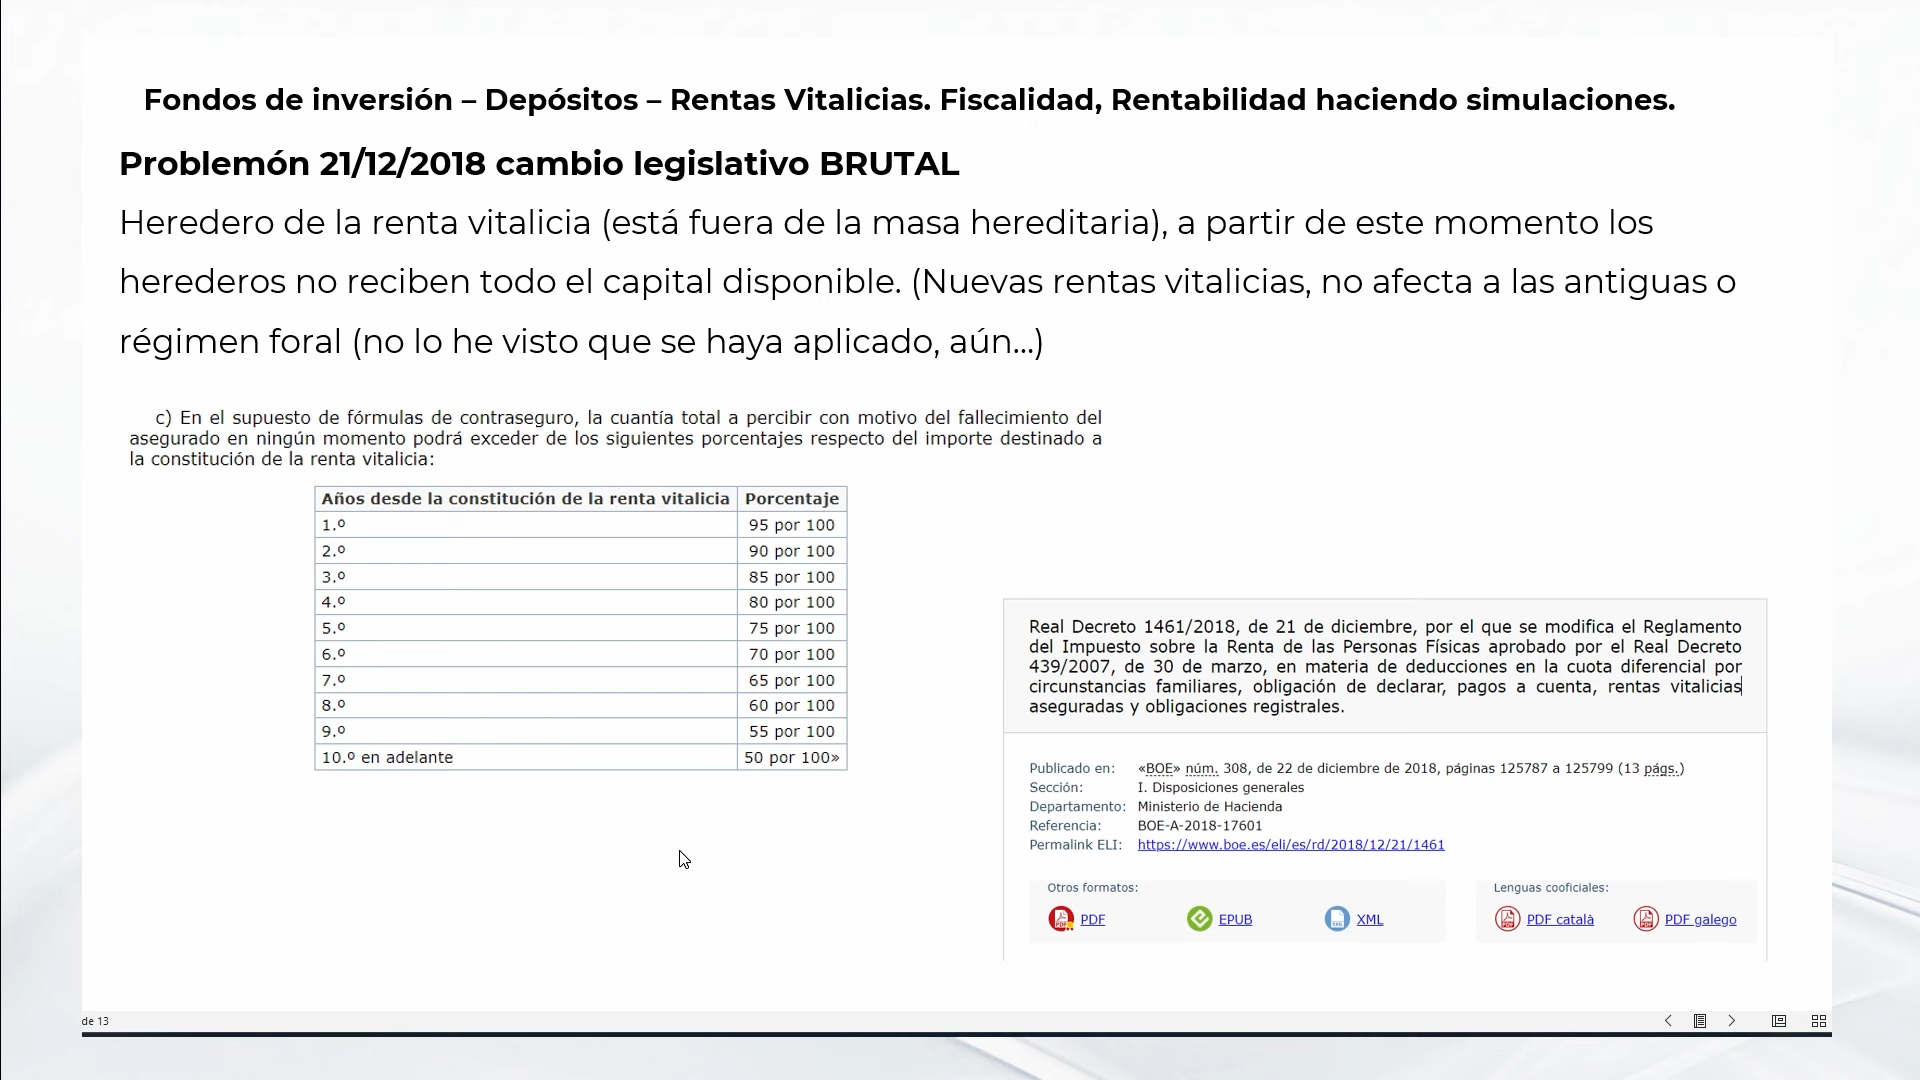 Fondos de inversión – Depósitos – Rentas Vitalicias. Fiscalidad, Rentabilidad haciendo simulaciones.
Problemón 21/12/2018 cambio legislativo BRUTAL
Heredero de la renta vitalicia (está fuera de la masa hereditaria), a partir de este momento los
herederos no reciben todo el capital disponible. (Nuevas rentas vitalicias, no afecta a las antiguas o
régimen foral (no lo he visto que se haya aplicado, aún...)
c) En el supuesto de fórmulas de contraseguro, la cuantía total a percibir con motivo del fallecimiento del
asegurado en ningún momento podrá exceder de los siguientes porcentajes respecto del importe destinado a
la constitución de la renta vitalicia:
Años desde la constitución de la renta vitalicia Porcentaje
1.º 95 por 100
2.º 90 por 100
3.º 85 por 100
4.º 80 por 100
5.º 75 por 100
6.º 70 por 100
7.º 65 por 100
8.º 60 por 100
9.º 55 por 100
10.º en adelante 50 por 100»
Real Decreto 1461/2018, de 21 de diciembre, por el que se modifica el Reglamento
del Impuesto sobre la Renta de las Personas Físicas aprobado por el Real Decreto
439/2007, de 30 de marzo, en materia de deducciones en la cuota diferencial por
circunstancias familiares, obligación de declarar, pagos a cuenta, rentas vitalicias
aseguradas y obligaciones registrales.
Publicado en: «BOE» núm. 308, de 22 de diciembre de 2018, páginas 125787 a 125799 (13 págs.)
Sección: I. Disposiciones generales
Departamento: Ministerio de Hacienda
Referencia: BOE-A-2018-17601
Permalink ELI: https://www.boe.es/eli/es/rd/2018/12/21/1461
Otros formatos: Lenguas cooficiales:
PDF EPUB XML PDF català PDF galego
de 13